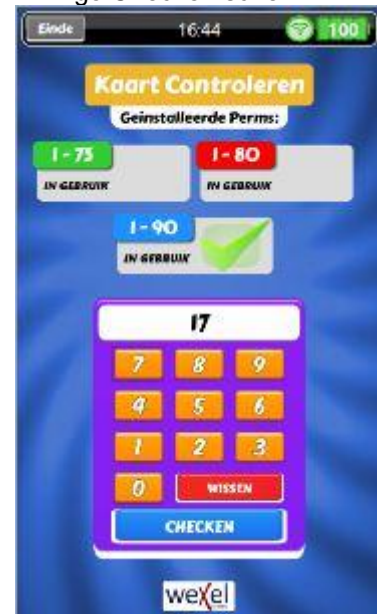 Einde 16:44 100
Kaart Controleren
Geinstalleerde Perms:
1 - 75 1 - 80
IN GEBRUIK IN GEBRUIK
1 - 90
IN GEBRUIK
17
7 8 9
4 5 6
1 2 3
0 WISSEN
CHECKEN
wexel